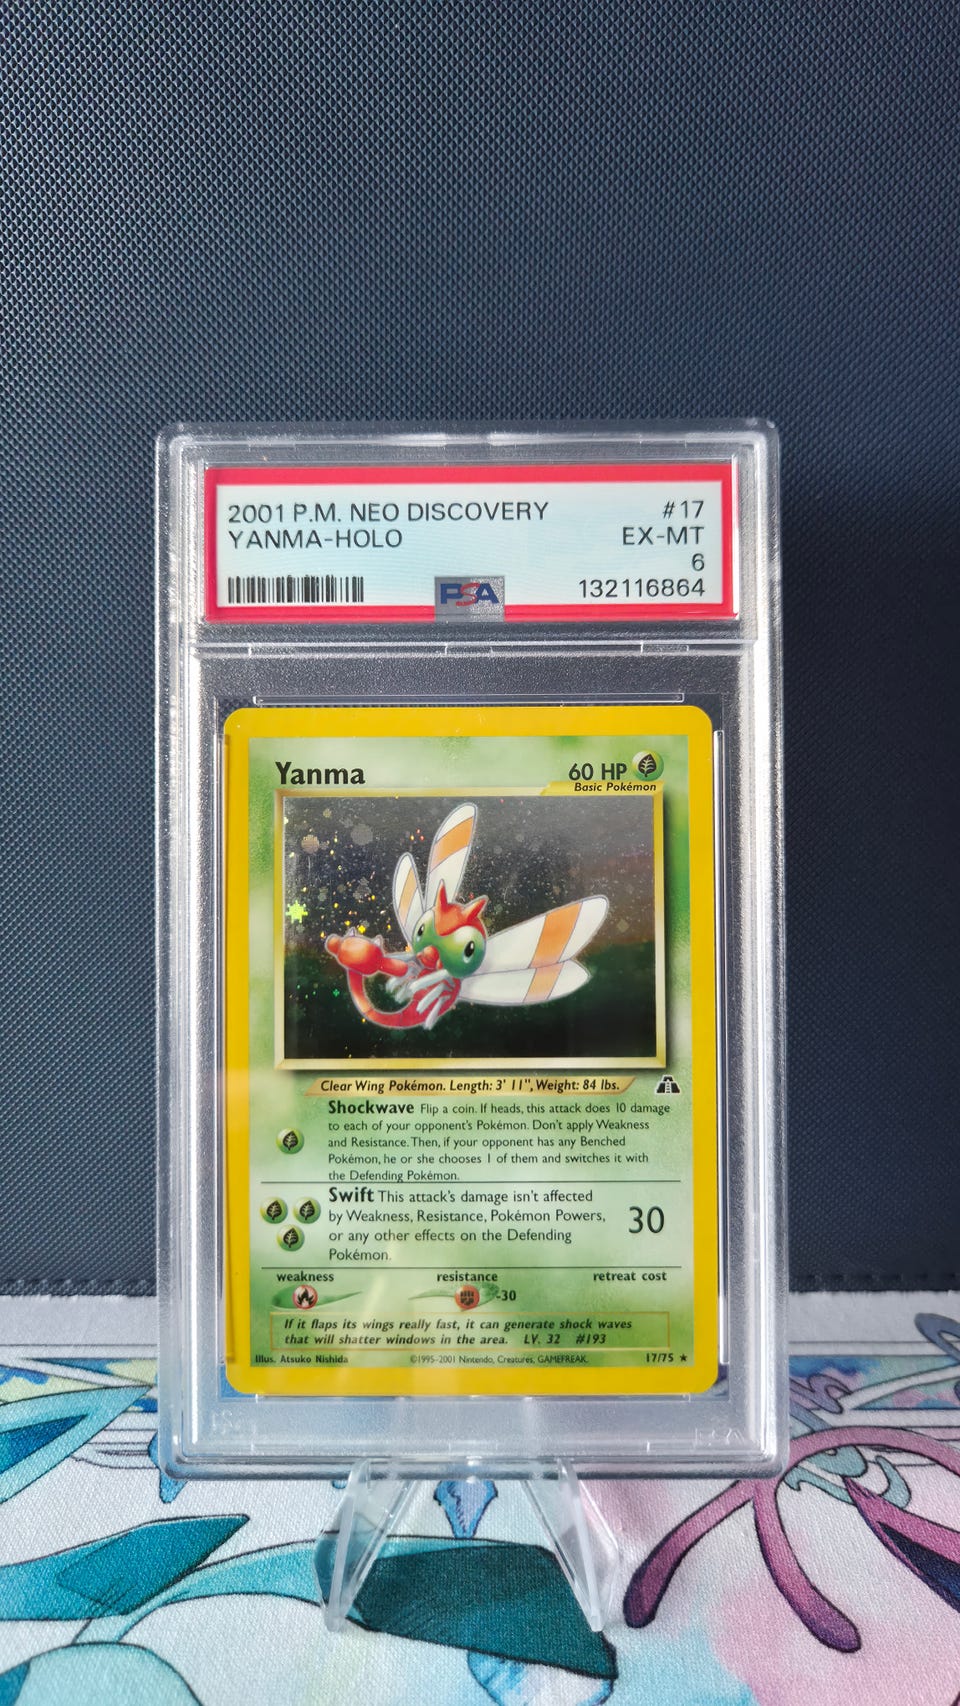 2001 P.M. NEO DISCOVERY #17
YANMA-HOLO EX-MT
6
PSA 132116864
Yanma 60 HP
Basic Pokémon
Clear Wing Pokémon. Length: 3' 11", Weight: 84 lbs.
Shockwave Flip a coin. If heads, this attack does 10 damage
to each of your opponent's Pokémon. Don't apply Weakness
and Resistance. Then, if your opponent has any Benched
Pokémon, he or she chooses 1 of them and switches it with
the Defending Pokémon.
Swift This attack's damage isn't affected
by Weakness, Resistance, Pokémon Powers, 30
or any other effects on the Defending
Pokémon.
weakness resistance retreat cost
-30
If it flaps its wings really fast, it can generate shock waves
that will shatter windows in the area. LV. 32 #193
Illus. Atsuko Nishida ©1995-2001 Nintendo, Creatures, GAMEFREAK. 17/75 ★